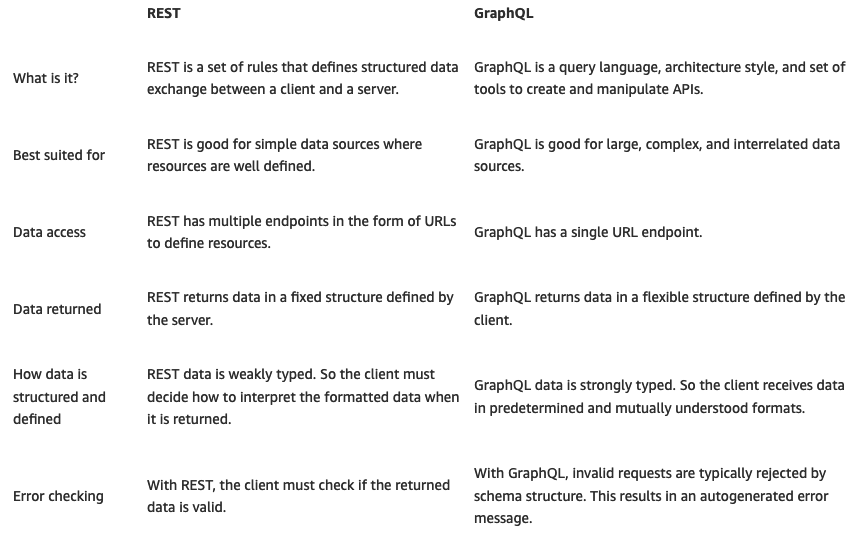 REST
GraphQL
What is it?
REST is a set of rules that defines structured data
exchange between a client and a server.
GraphQL is a query language, architecture style, and set of
tools to create and manipulate APIs.
Best suited for
REST is good for simple data sources where
resources are well defined.
GraphQL is good for large, complex, and interrelated data
sources.
Data access
REST has multiple endpoints in the form of URLs
to define resources.
GraphQL has a single URL endpoint.
Data returned
REST returns data in a fixed structure defined by
the server.
GraphQL returns data in a flexible structure defined by the
client.
How data is
structured and
defined
REST data is weakly typed. So the client must
decide how to interpret the formatted data when
it is returned.
GraphQL data is strongly typed. So the client receives data
in predetermined and mutually understood formats.
Error checking
With REST, the client must check if the returned
data is valid.
With GraphQL, invalid requests are typically rejected by
schema structure. This results in an autogenerated error
message.